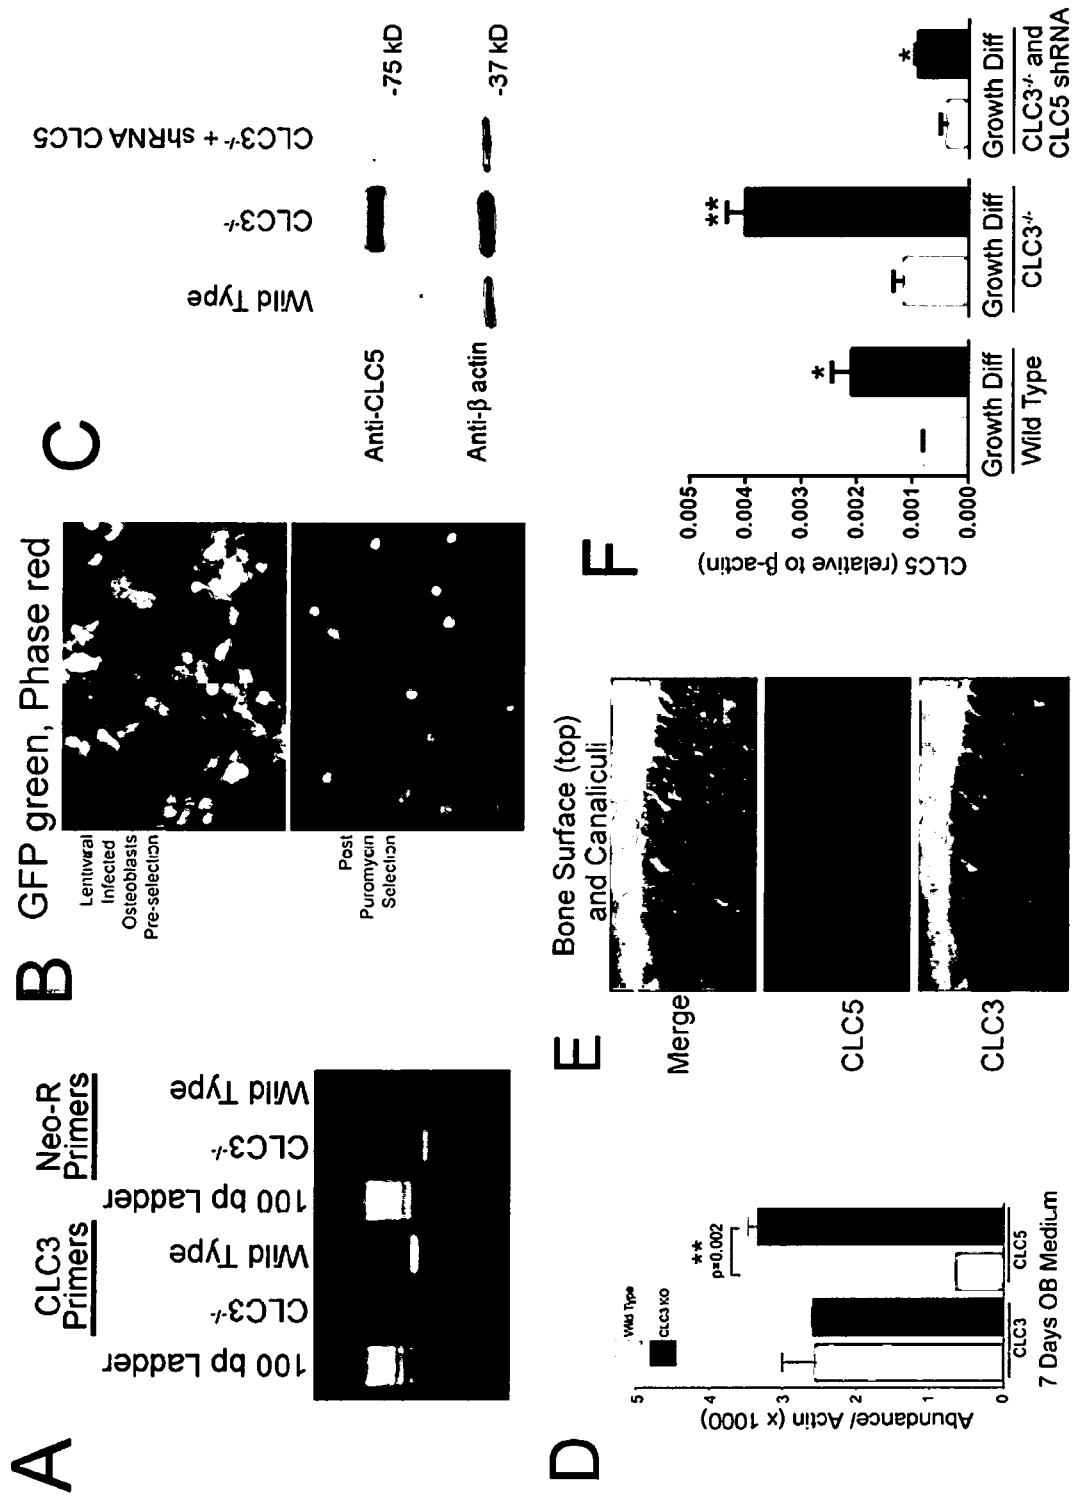 A
CLC3 Primers
Neo-R Primers
100 bp Ladder
CLC3-/-
Wild Type
100 bp Ladder
CLC3-/-
Wild Type
B
GFP green, Phase red
Lentiviral
Infected
Osteoblasts
Pre-selection
Post
Puromycin
Selection
C
Wild Type
CLC3-/-
CLC3-/- + shRNA CLC5
Anti-CLC5
-75 kD
Anti-β actin
-37 kD
D
Abundance/ Actin (x 1000)
5
4
3
2
1
0
Wild Type
CLC3 KO
**
p=0.002
CLC3
CLC5
7 Days OB Medium
E
Bone Surface (top)
and Canaliculi
Merge
CLC5
CLC3
F
CLC5 (relative to β-actin)
0.005
0.004
0.003
0.002
0.001
0.000
*
**
*
Growth Diff
Growth Diff
Growth Diff
Wild Type
CLC3-/-
CLC3-/- and
CLC5 shRNA